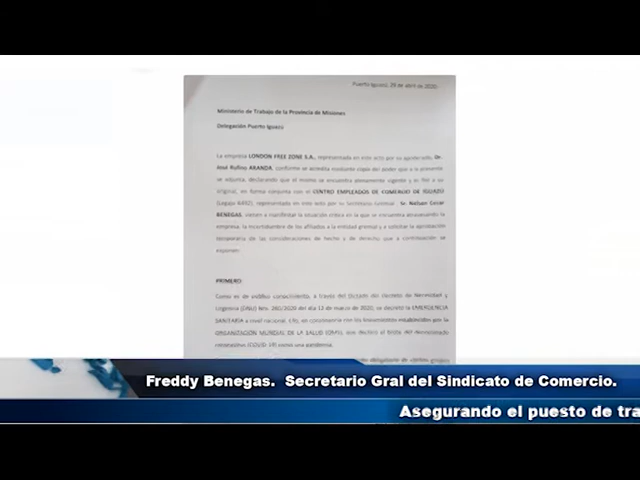 Puerto Iguazú, 29 de abril de 2020.-
Ministerio de Trabajo de la Provincia de Misiones
Delegación Puerto Iguazú
La empresa LONDON FREE ZONE S.A., representada en este acto por su apoderado, Dr.
José Rufino ARANDA, conforme se acredita mediante copia del poder que a la presente
se adjunta, declarando que el mismo se encuentra plenamente vigente y es fiel a su
original, en forma conjunta con el CENTRO EMPLEADOS DE COMERCIO DE IGUAZÚ
representado en este acto por su Secretario General Sr. Nelson Cesar
BENEGAS, vienen a manifestar la situación crítica en la que se encuentra atravesando la
empresa, la incertidumbre de los afiliados a la entidad gremial y a solicitar la aprobación
de las consideraciones de hecho y de derecho que a continuación se
exponen.
PRIMERO:
Como es de público conocimiento, a través del Dictado del Decreto de Necesidad y
Urgencia (DNU) Nro. 260/2020 del día 12 de marzo de 2020, se decretó la EMERGENCIA
SANITARIA a nivel nacional, en consonancia con los lineamientos establecidos por la
ORGANIZACIÓN MUNDIAL DE LA SALUD (OMS), que declaró el brote del denominado
coronavirus (COVID-19) como una pandemia.
obligatorio de ciertos grupos
Freddy Benegas. Secretario Gral del Sindicato de Comercio.
Asegurando el puesto de tra